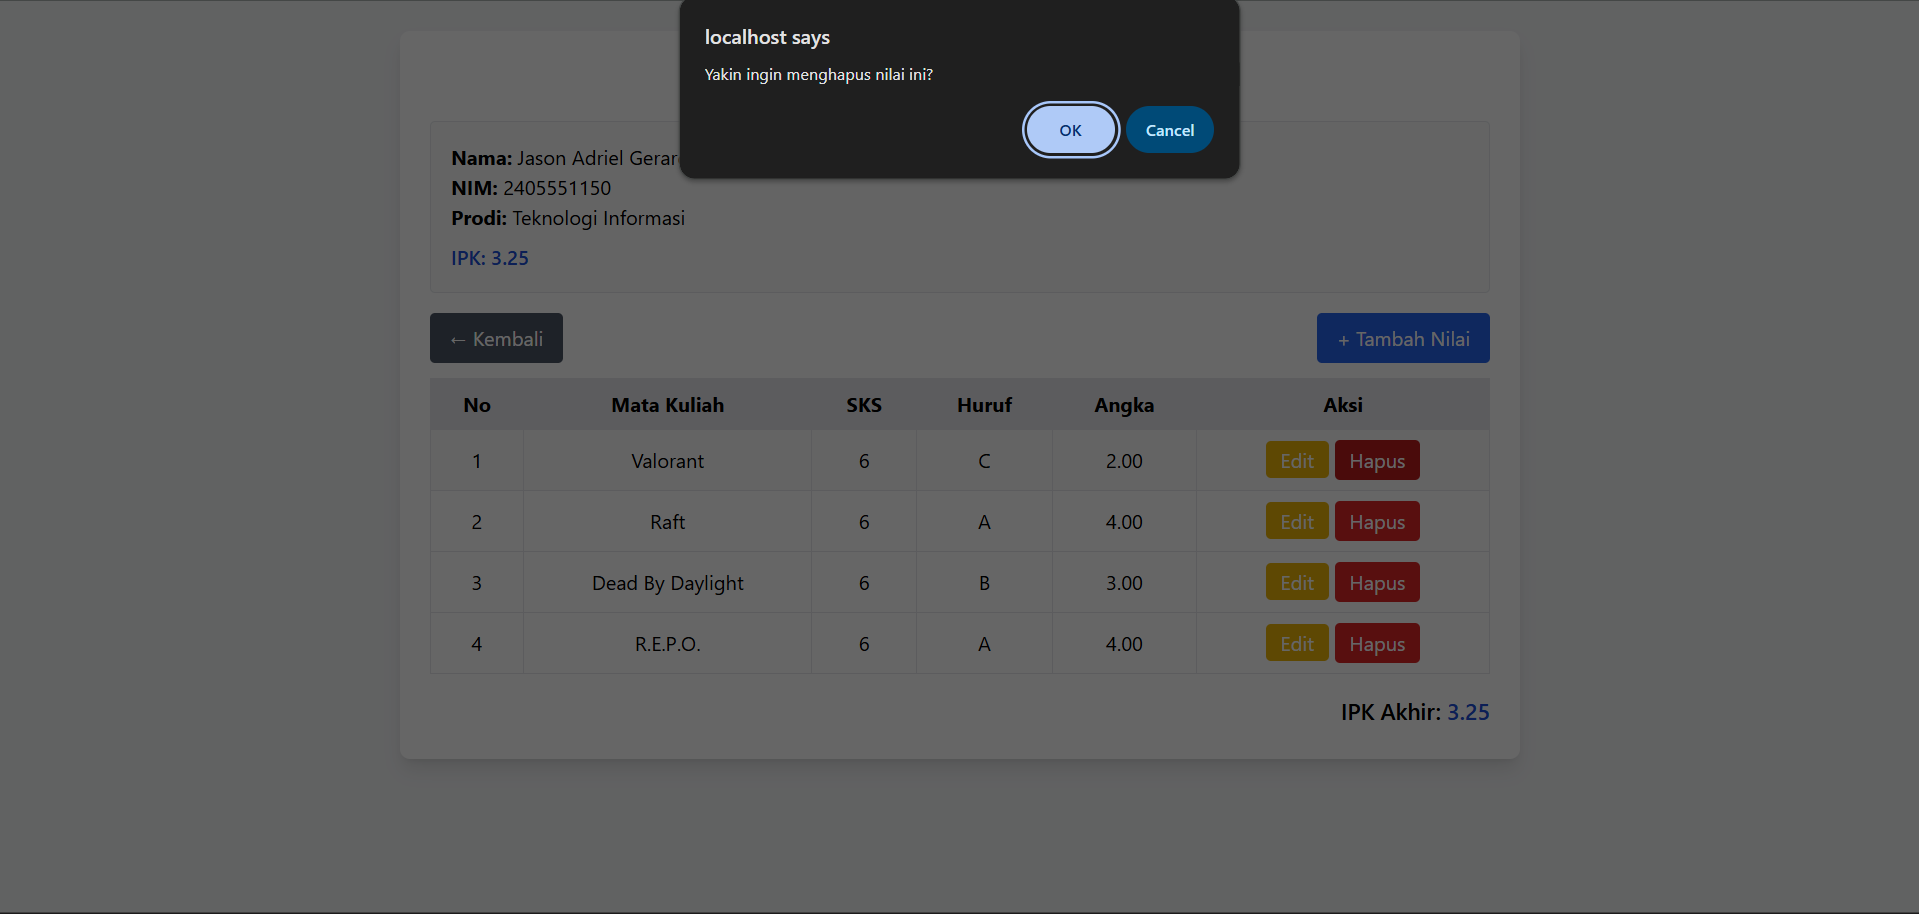 localhost says
Yakin ingin menghapus nilai ini?
OK Cancel
Nama: Jason Adriel
NIM: 2405551150
Prodi: Teknologi Informasi
IPK: 3.25
← Kembali + Tambah Nilai
No Mata Kuliah SKS Huruf Angka Aksi
1 Valorant 6 C 2.00 Edit Hapus
2 Raft 6 A 4.00 Edit Hapus
3 Dead By Daylight 6 B 3.00 Edit Hapus
4 R.E.P.O. 6 A 4.00 Edit Hapus
IPK Akhir: 3.25